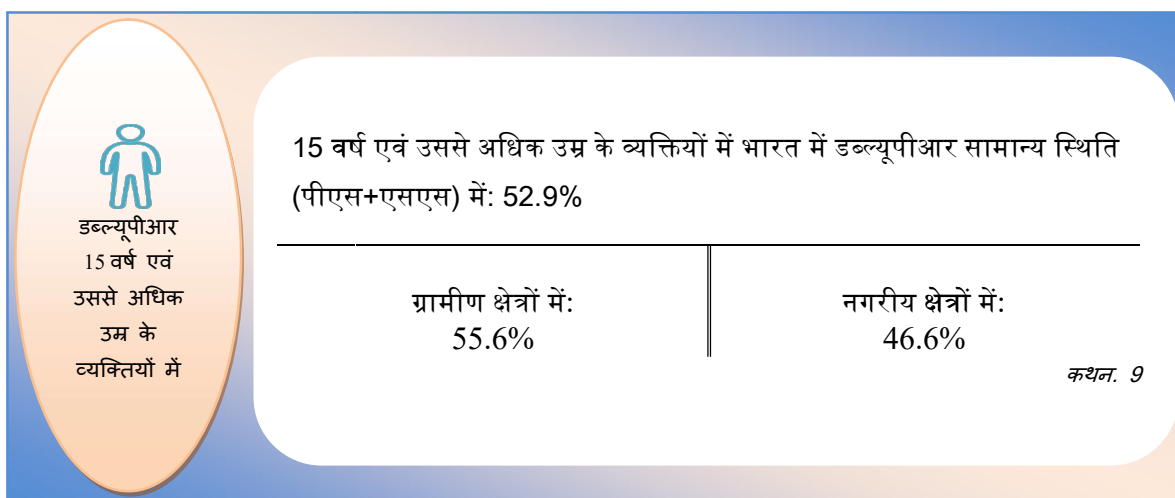 डब्ल्यूपीआर
15 वर्ष एवं
उससे अधिक
उम्र के
व्यक्तियों में
15 वर्ष एवं उससे अधिक उम्र के व्यक्तियों में भारत में डब्ल्यूपीआर सामान्य स्थिति
(पीएस+एसएस) में: 52.9%
ग्रामीण क्षेत्रों में:
55.6%
नगरीय क्षेत्रों में:
46.6%
कथन. 9